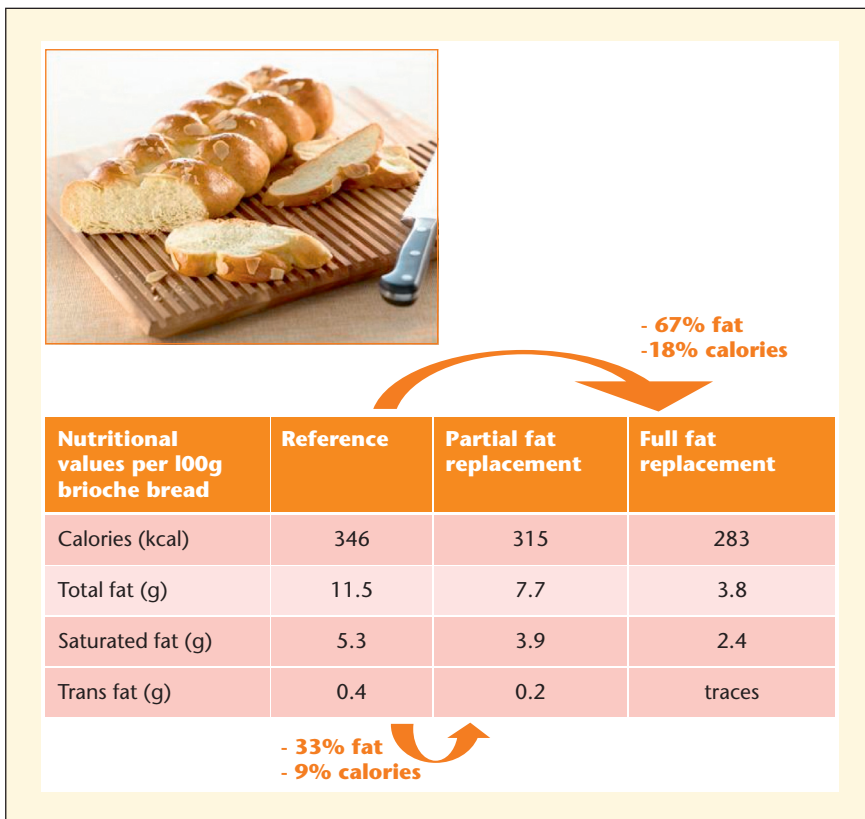 - 67% fat
-18% calories
Nutritional
values per l00g
brioche bread
Reference
Partial fat
replacement
Full fat
replacement
Calories (kcal) 346 315 283
Total fat (g) 11.5 7.7 3.8
Saturated fat (g) 5.3 3.9 2.4
Trans fat (g) 0.4 0.2 traces
- 33% fat
- 9% calories